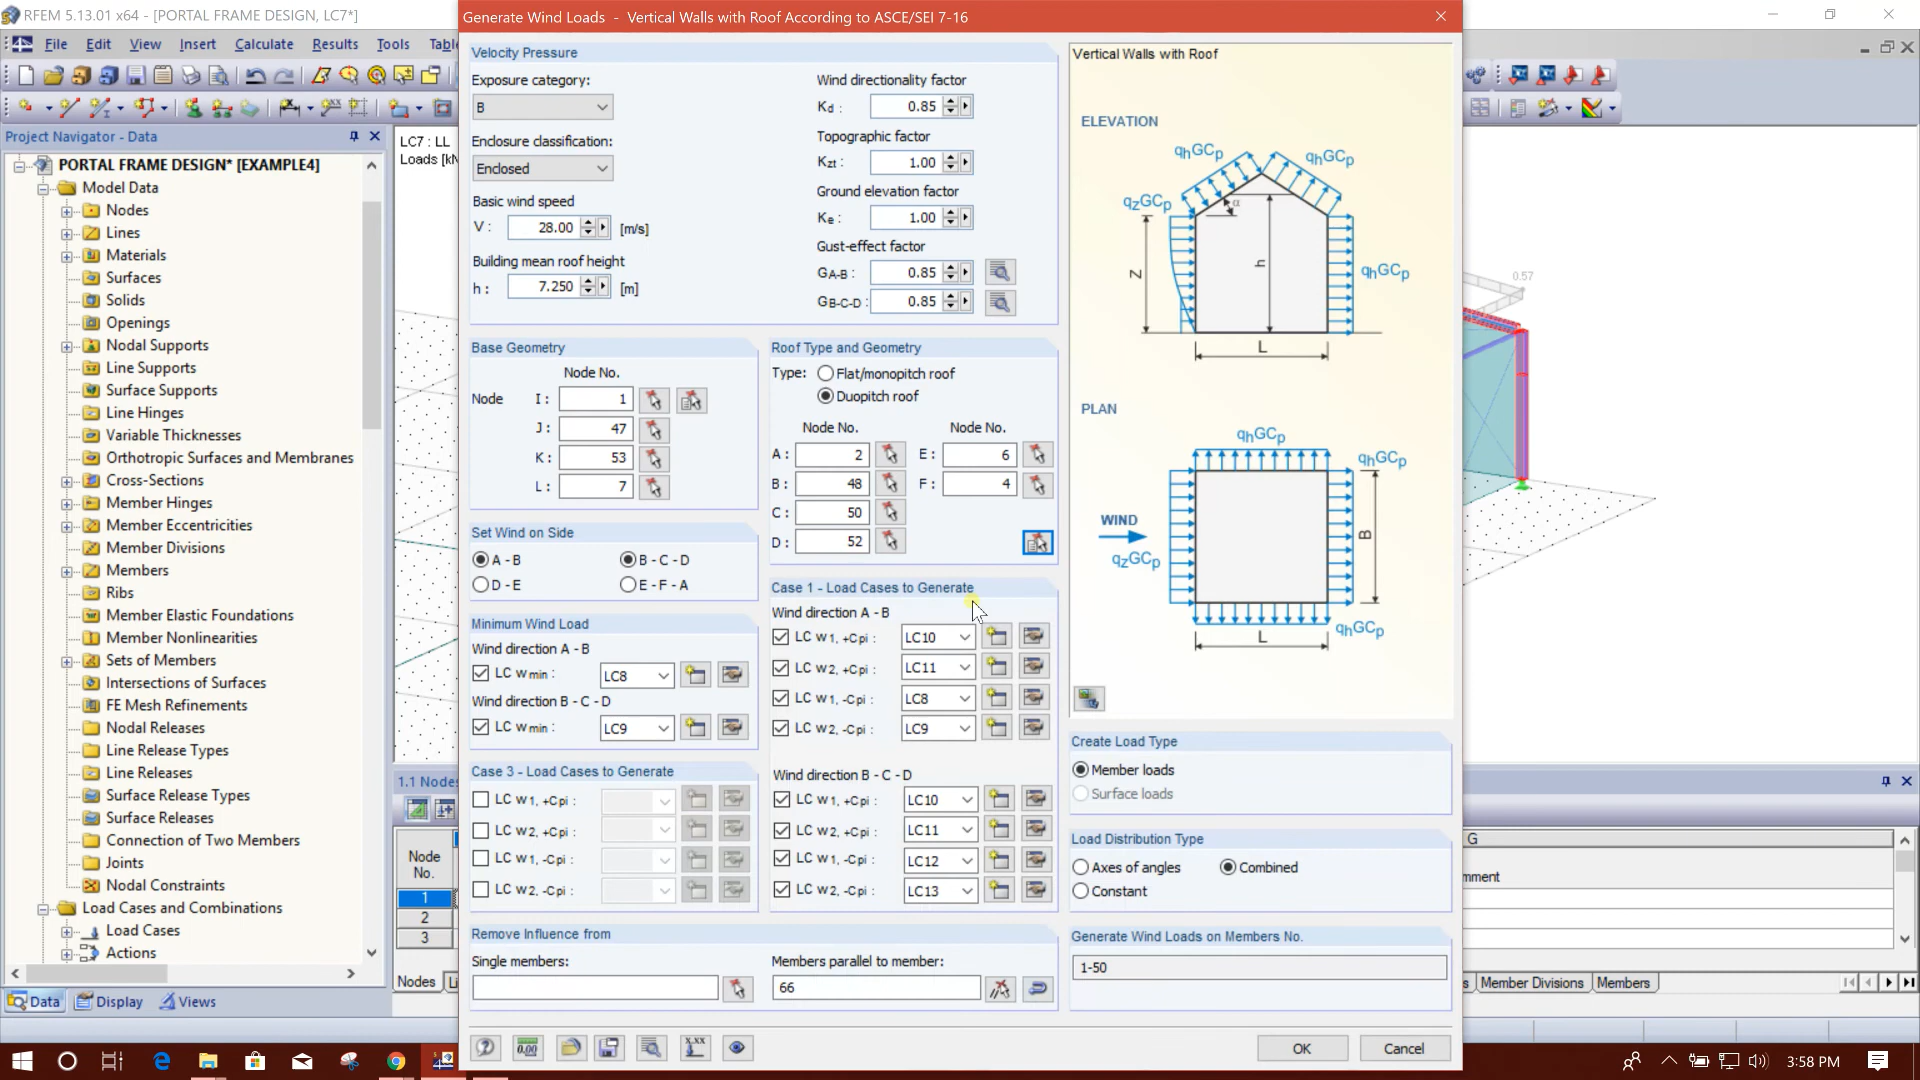 RFEM 5.13.01 x64 - [PORTAL FRAME DESIGN, LC7*]
File Edit View Insert Calculate Results Tools
Project Navigator - Data
PORTAL FRAME DESIGN* [EXAMPLE4]
Model Data
Nodes
Lines
Materials
Surfaces
Solids
Openings
Nodal Supports
Line Supports
Surface Supports
Line Hinges
Variable Thicknesses
Orthotropic Surfaces and Membranes
Cross-Sections
Member Hinges
Member Eccentricities
Member Divisions
Members
Ribs
Member Elastic Foundations
Member Nonlinearities
Sets of Members
Intersections of Surfaces
FE Mesh Refinements
Nodal Releases
Line Release Types
Line Releases
Surface Release Types
Surface Releases
Connection of Two Members
Joints
Nodal Constraints
Load Cases and Combinations
Load Cases
Actions
Data Display Views
LC7 : LL
1.1 Nodes
Node
No.
1
2
3
Nodes
Generate Wind Loads - Vertical Walls with Roof According to ASCE/SEI 7-16
Velocity Pressure
Exposure category:
B
Enclosure classification:
Enclosed
Basic wind speed
V : 28.00 [m/s]
Building mean roof height
h : 7.250 [m]
Wind directionality factor
Kd : 0.85
Topographic factor
Kzt : 1.00
Ground elevation factor
Ke : 1.00
Gust-effect factor
GA-B : 0.85
GB-C-D : 0.85
Base Geometry
Node No.
Node I : 1
J : 47
K : 53
L : 7
Roof Type and Geometry
Type: Flat/monopitch roof
Duopitch roof
Node No. Node No.
A : 2 E : 6
B : 48 F : 4
C : 50
D : 52
Set Wind on Side
A - B B - C - D
D - E E - F - A
Minimum Wind Load
Wind direction A - B
LC wmin : LC8
Wind direction B - C - D
LC wmin : LC9
Case 1 - Load Cases to Generate
Wind direction A - B
LC w1, +Cpi : LC10
LC w2, +Cpi : LC11
LC w1, -Cpi : LC8
LC w2, -Cpi : LC9
Wind direction B - C - D
LC w1, +Cpi : LC10
LC w2, +Cpi : LC11
LC w1, -Cpi : LC12
LC w2, -Cpi : LC13
Case 3 - Load Cases to Generate
LC w1, +Cpi :
LC w2, +Cpi :
LC w1, -Cpi :
LC w2, -Cpi :
Remove Influence from
Single members:
Members parallel to member:
66
Vertical Walls with Roof
ELEVATION
qhGCp qhGCp
qzGCp
α
Z
h
qhGCp
L
PLAN
qhGCp
qhGCp
WIND
qzGCp
B
qhGCp
L
Create Load Type
Member loads
Surface loads
Load Distribution Type
Axes of angles Combined
Constant
Generate Wind Loads on Members No.
1-50
OK Cancel
0.57
G
Member Divisions Members
3:58 PM